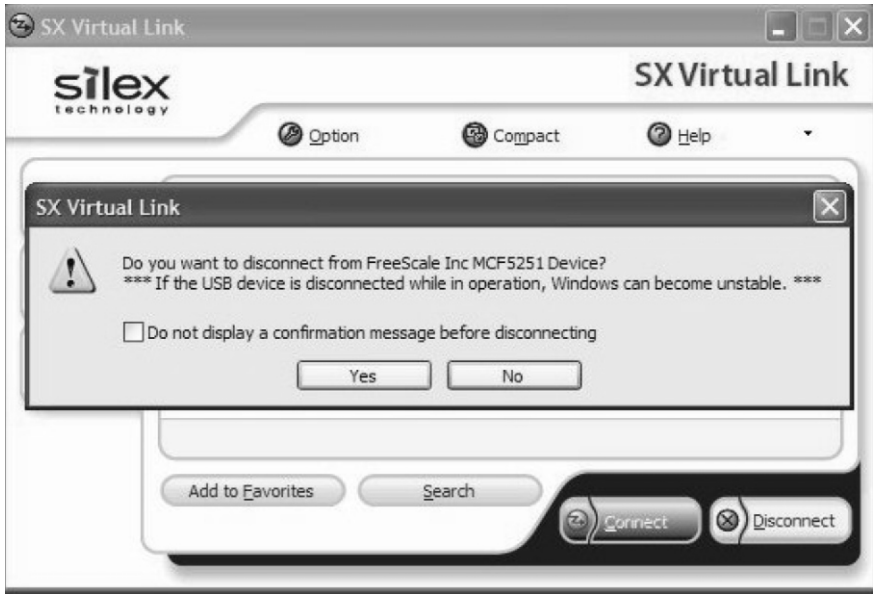 SX Virtual Link
silex
technology
SX Virtual Link
Option
Compact
Help
SX Virtual Link
Do you want to disconnect from FreeScale Inc MCF5251 Device?
*** If the USB device is disconnected while in operation, Windows can become unstable. ***
Do not display a confirmation message before disconnecting
Yes
No
Add to Favorites
Search
Connect
Disconnect